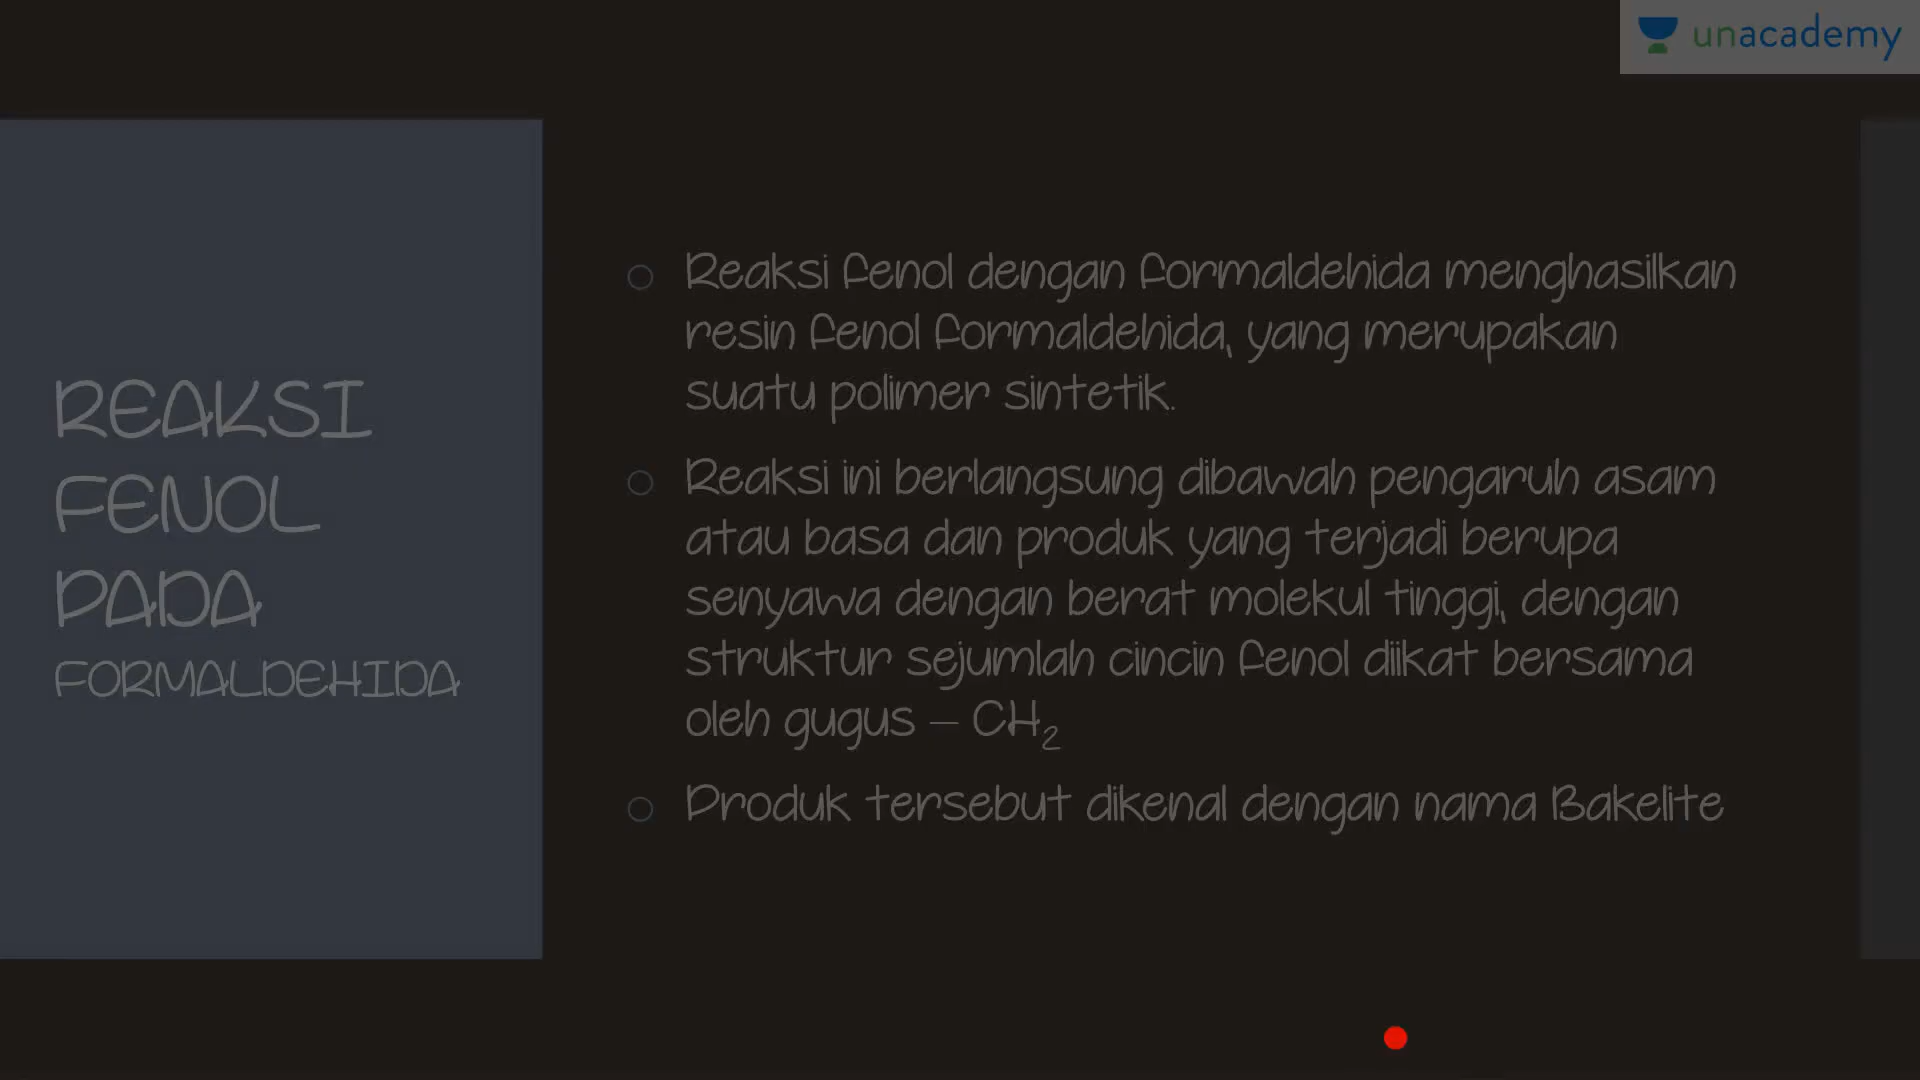 unacademy
REAKSI
FENOL
PADA
FORMALDEHIDA
Reaksi fenol dengan formaldehida menghasilkan
resin fenol formaldehida, yang merupakan
suatu polimer sintetik.
Reaksi ini berlangsung dibawah pengaruh asam
atau basa dan produk yang terjadi berupa
senyawa dengan berat molekul tinggi, dengan
struktur sejumlah cincin fenol diikat bersama
oleh gugus – CH₂
Produk tersebut dikenal dengan nama Bakelite